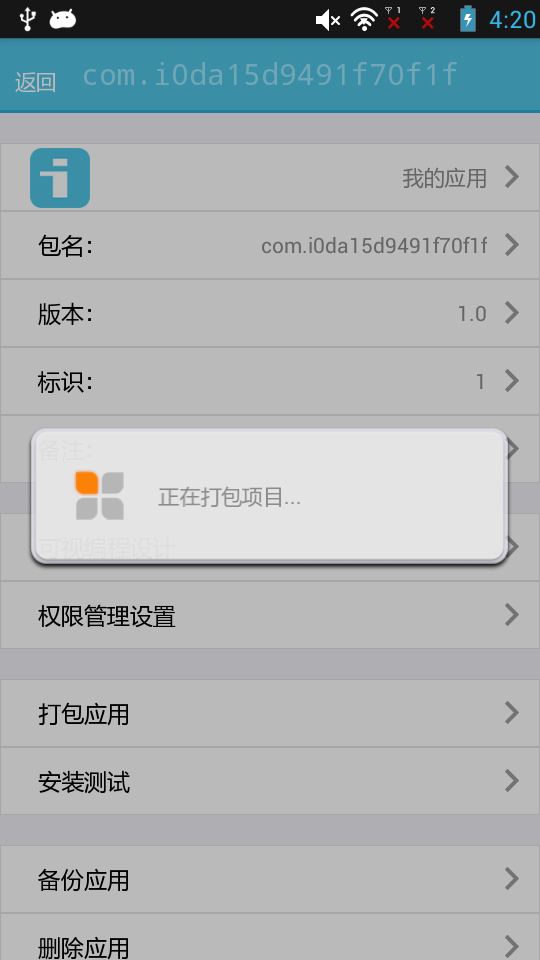 1 2 4:20
返回 com.i0da15d9491f70f1f
我的应用
包名: com.i0da15d9491f70f1f
版本: 1.0
标识: 1
备注:
正在打包项目...
可视编程设计
权限管理设置
打包应用
安装测试
备份应用
删除应用